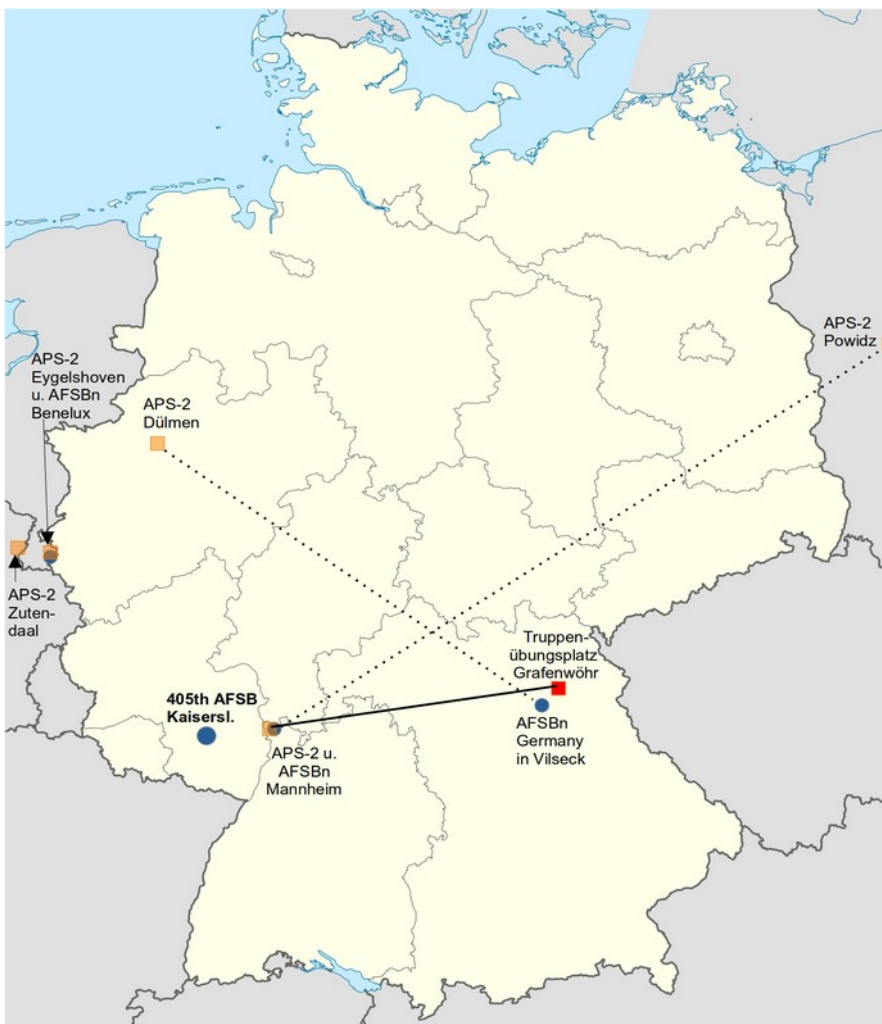 APS-2
Powidz
APS-2
Eygelshoven
u. AFSBn
Benelux
APS-2
Dülmen
APS-2
Zuten-
daal
Truppen-
übungsplatz
Grafenwöhr
405th AFSB
Kaisersl.
AFSBn
Germany
in Vilseck
APS-2 u.
AFSBn
Mannheim